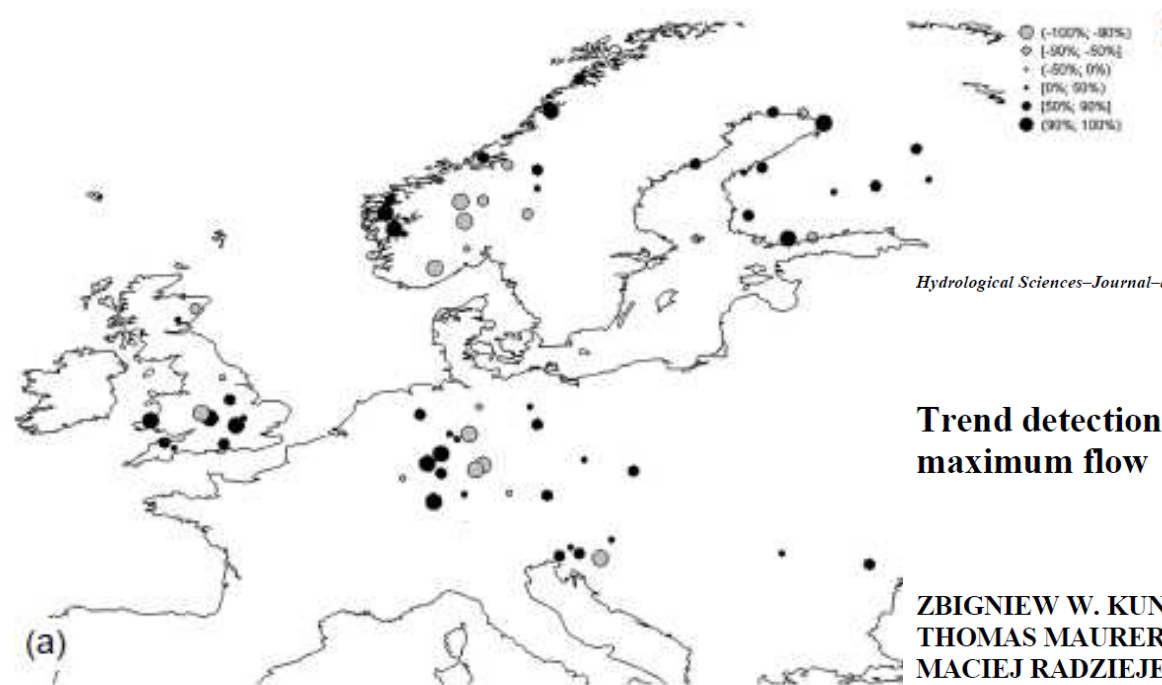 (-100%; -90%)
[-90%; -50%]
(-50%; 0%)
[0%; 50%)
[50%; 90%]
(90%; 100%)
Hydrological Sciences–Journal–
Trend detection
maximum flow
ZBIGNIEW W. KUN
THOMAS MAURER
MACIEJ RADZIEJE
(a)